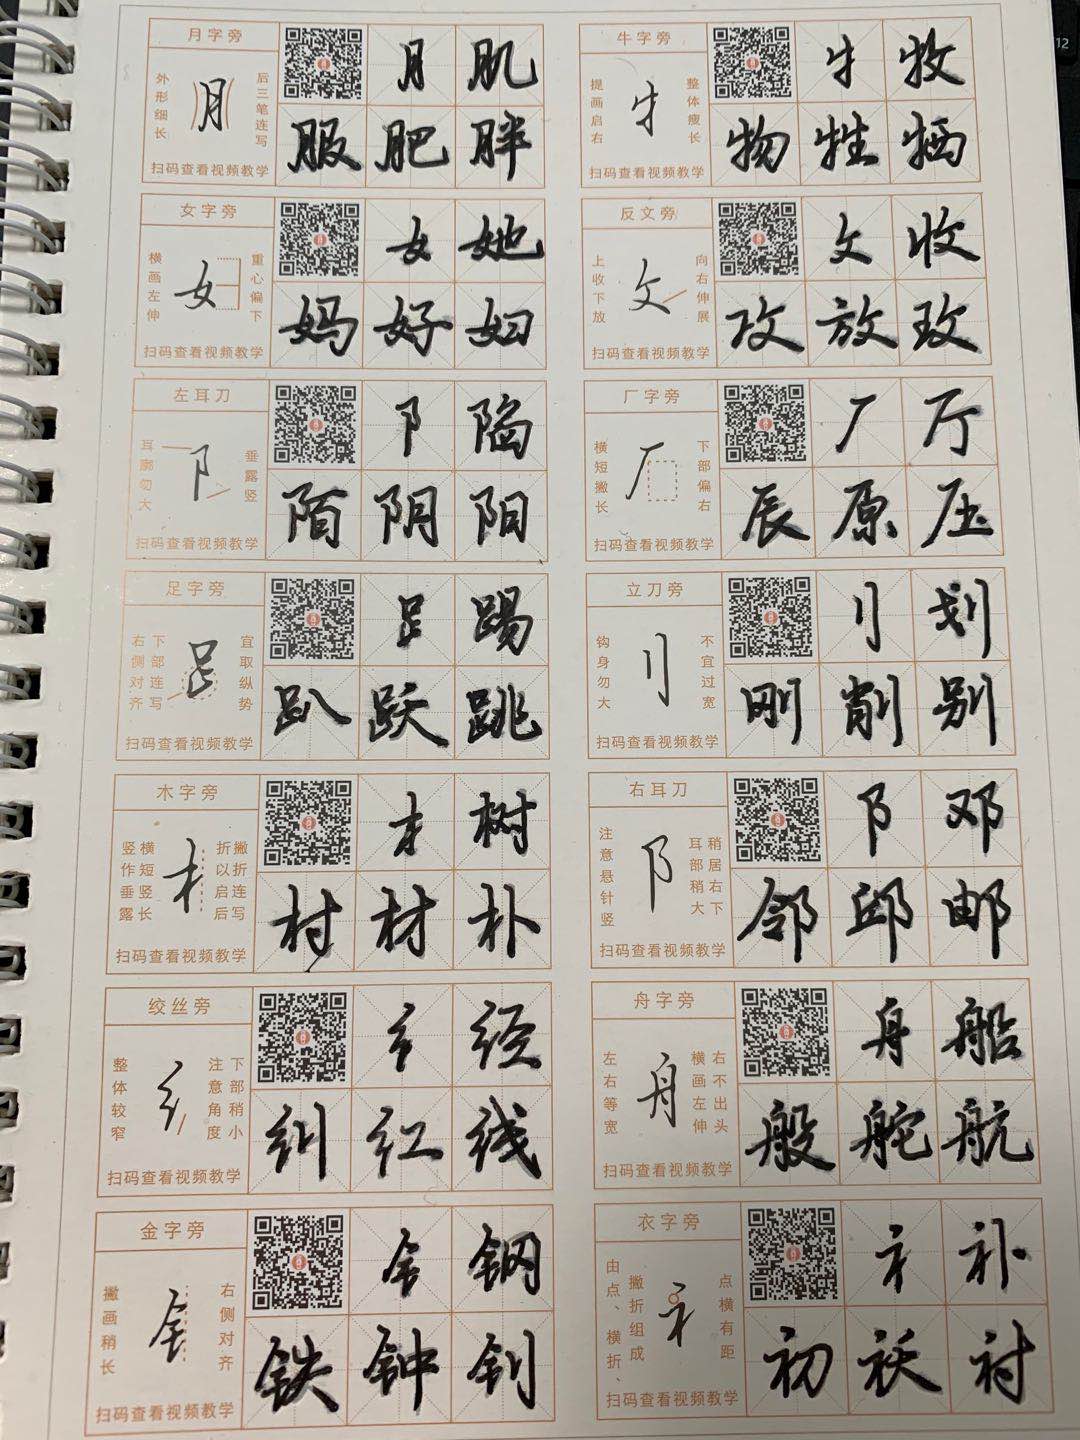 月字旁
外形细长
后三笔连写
月 肌
服 肥 胖
扫码查看视频教学
牛字旁
提画启右
整体瘦长
牜 牧
物 牲 牺
扫码查看视频教学
女字旁
横画左伸
重心偏下
女 她
妈 好 妇
扫码查看视频教学
反文旁
上收下放
向右伸展
攵 收
攻 放 玫
扫码查看视频教学
左耳刀
耳廓勿大
垂露竖
阝 陷
陌 阴 阳
扫码查看视频教学
厂字旁
横短撇长
下部偏右
厂 厅
辰 原 压
扫码查看视频教学
足字旁
右侧对齐
下部连写
宜取纵势
𧾷 踢
趴 跃 跳
扫码查看视频教学
立刀旁
钩身勿大
不宜过宽
刂 划
刚 削 别
扫码查看视频教学
木字旁
竖作垂露
横短竖长
折以启后
撇折连写
木 树
村 材 朴
扫码查看视频教学
右耳刀
注意悬针竖
耳部稍大
稍居右下
阝 邓
邻 邱 邮
扫码查看视频教学
绞丝旁
整体较窄
注意角度
下部稍小
纟 经
纠 红 线
扫码查看视频教学
舟字旁
左右等宽
横画左伸
右不出头
舟 船
般 舵 航
扫码查看视频教学
金字旁
撇画稍长
右侧对齐
钅 钢
铁 钟 钊
扫码查看视频教学
衣字旁
由点、横折、
撇折组成
点横有距
衤 补
初 袄 衬
扫码查看视频教学
12